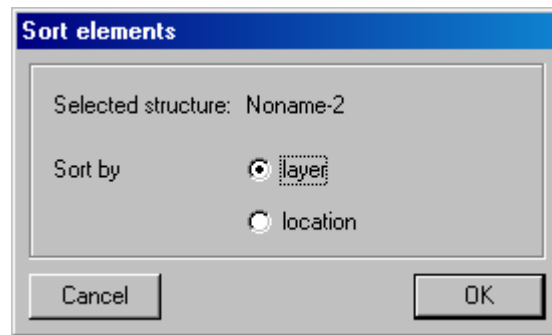 Sort elements
Selected structure: Noname-2
Sort by layer
location
Cancel OK